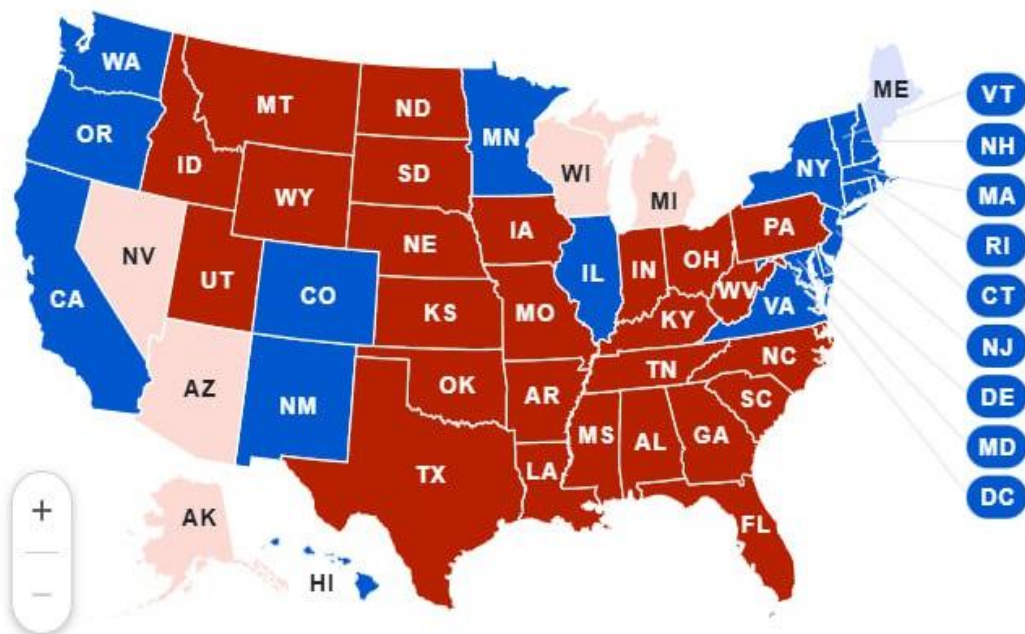 WA
MT
ND
MN
ME
VT
OR
ID
SD
WI
NY
NH
WY
MI
MA
IA
PA
NE
RI
NV
UT
CO
IL
IN
OH
WV
CA
KS
MO
KY
VA
CT
NC
NJ
AZ
OK
TN
NM
AR
SC
DE
MS
AL
GA
MD
TX
LA
DC
+
AK
FL
HI
−